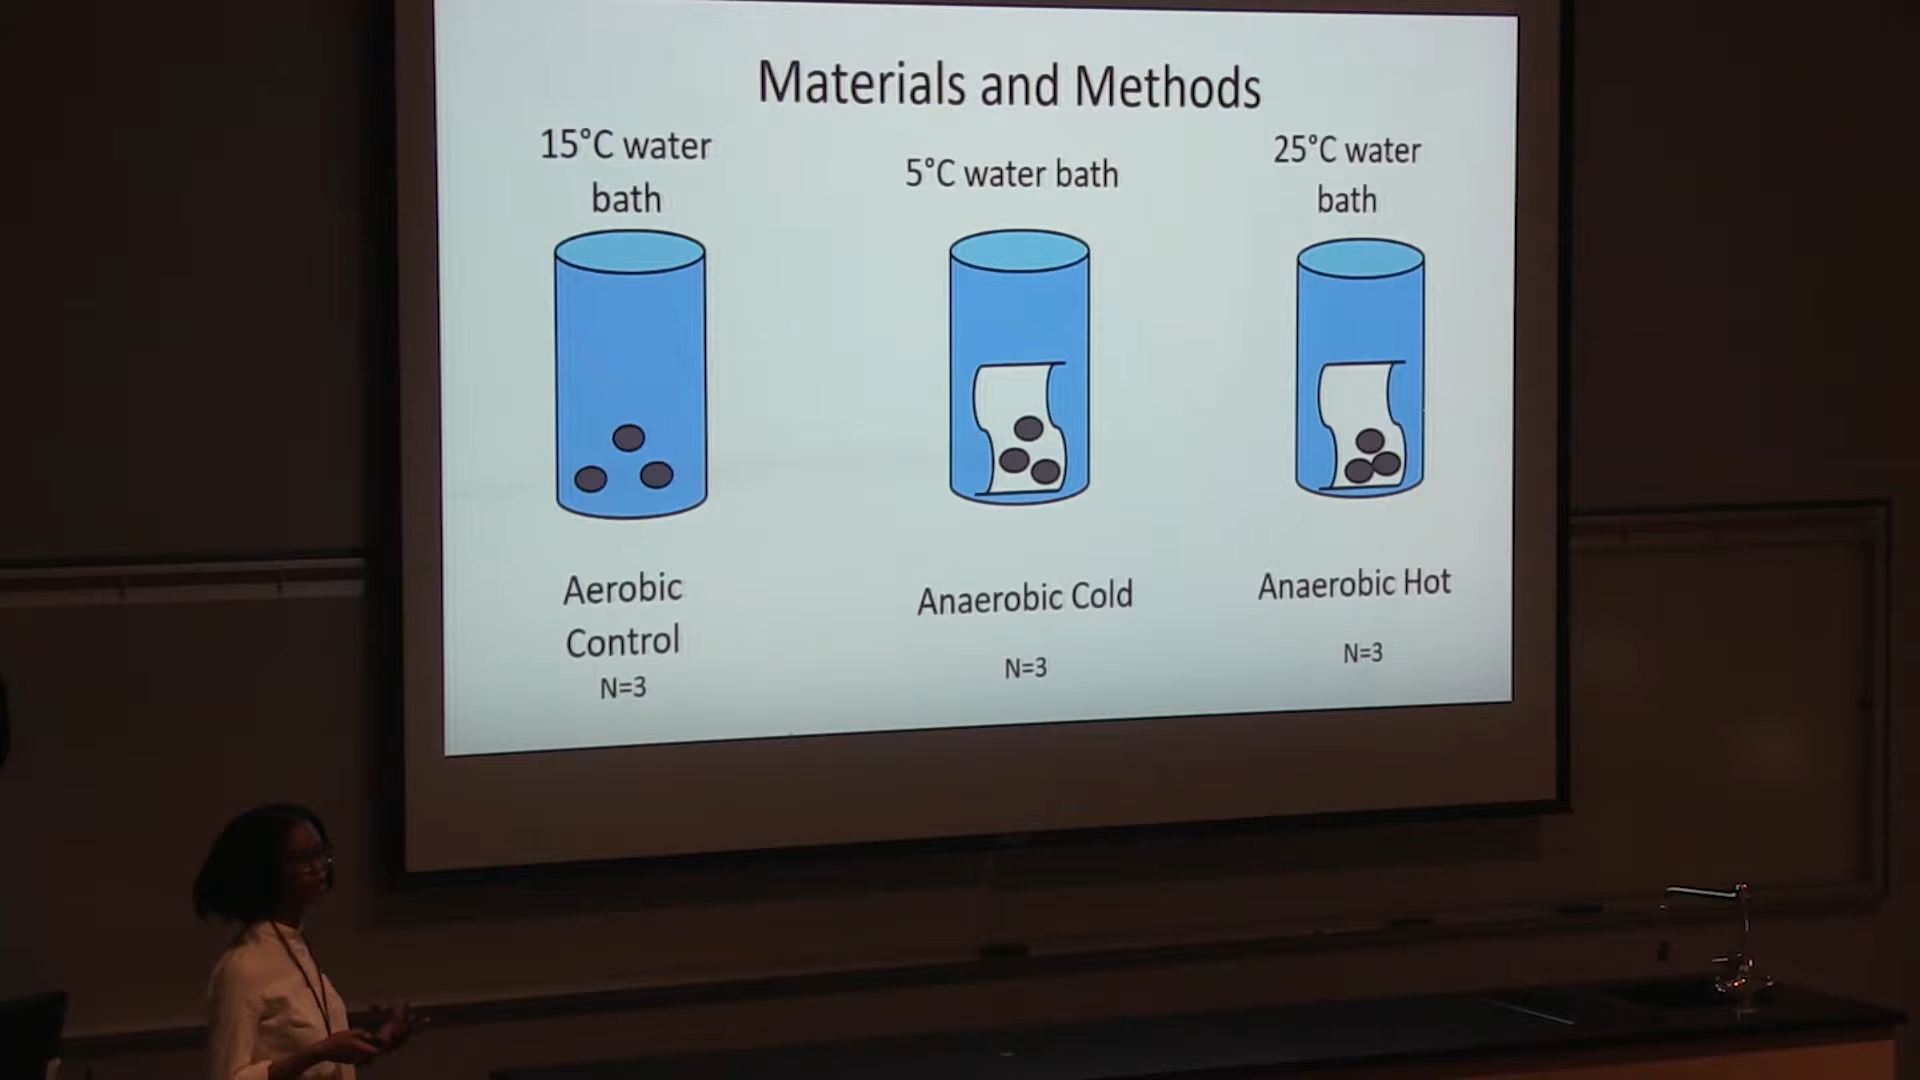 Materials and Methods
15°C water
bath
5°C water bath
25°C water
bath
Aerobic
Control
N=3
Anaerobic Cold
N=3
Anaerobic Hot
N=3